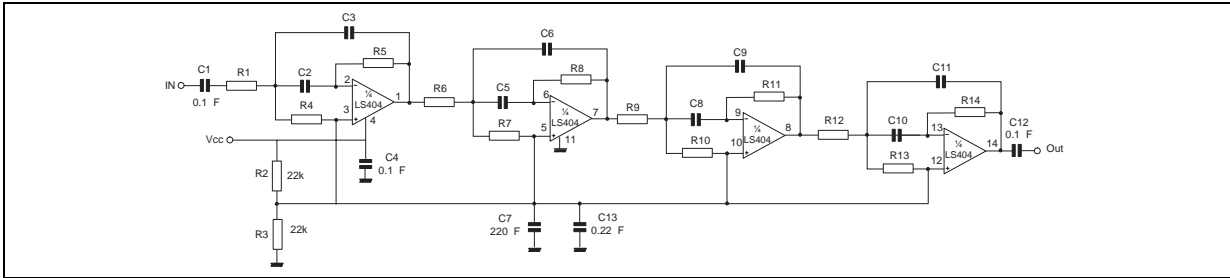 C3
C6
C9
C11
C1
R1
C2
R5
R6
C5
R8
R9
C8
R11
R12
C10
R14
C12
IN
0.1 F
R4
2
3
1
4
¼
LS404
R7
6
5
7
11
¼
LS404
R10
9
10
8
¼
LS404
R13
13
12
14
¼
LS404
0.1 F
Out
Vcc
C4
0.1 F
R2
22k
R3
22k
C7
220 F
C13
0.22 F